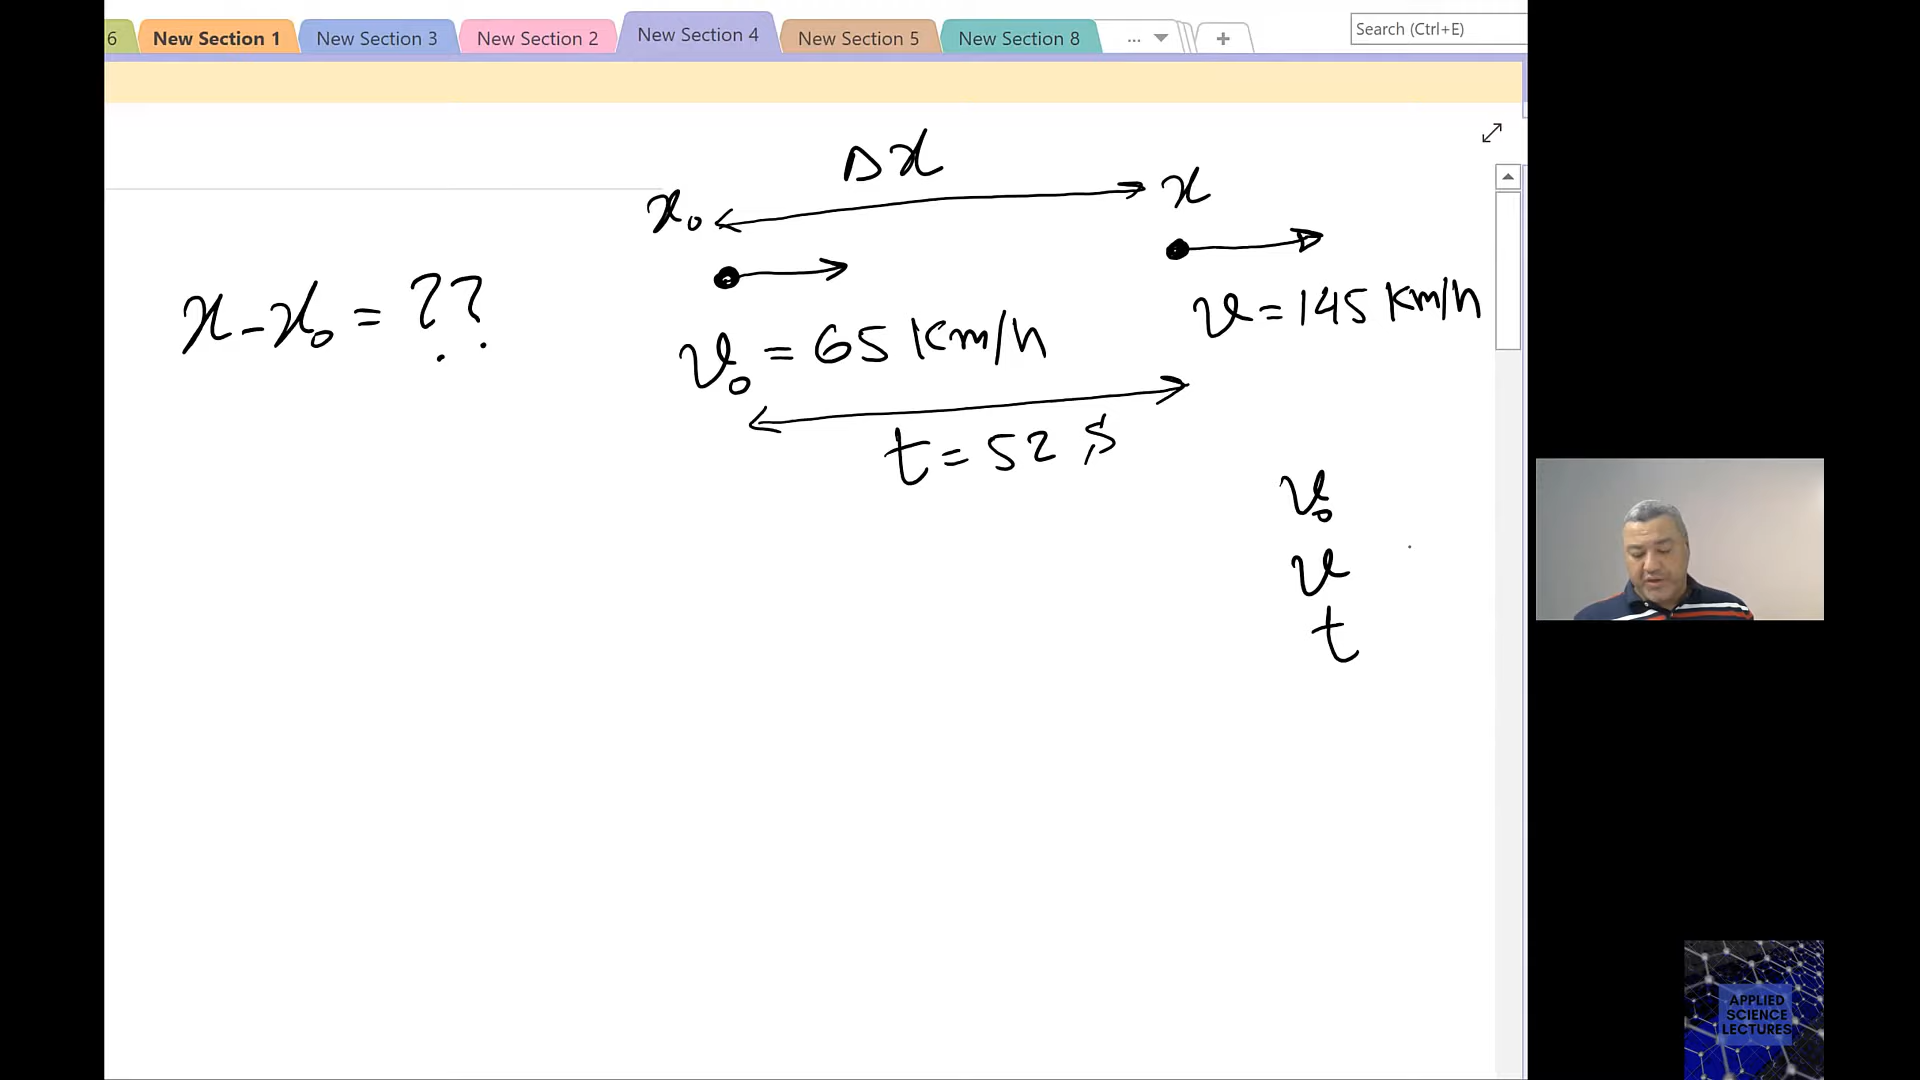 6 New Section 1 New Section 3 New Section 2 New Section 4 New Section 5 New Section 8 ... + Search (Ctrl+E)
Δx
x₀ x
x - x₀ = ??
v₀ = 65 Km/h
v = 145 Km/h
t = 52 s
v₀
v
t
APPLIED
SCIENCE
LECTURES